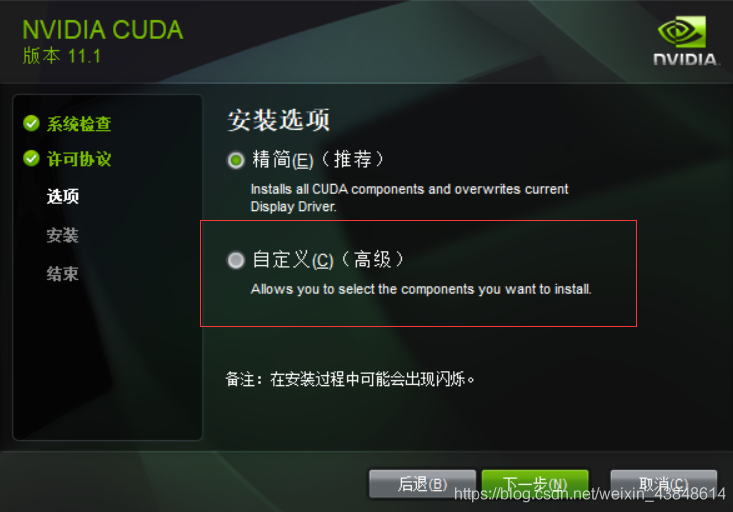 NVIDIA CUDA
版本 11.1
NVIDIA.
系统检查
许可协议
选项
安装
结束
安装选项
精简(E)（推荐）
Installs all CUDA components and overwrites current
Display Driver.
自定义(C)（高级）
Allows you to select the components you want to install.
备注：在安装过程中可能会出现闪烁。
后退(B)
下一步(N)
取消(C)
https://blog.csdn.net/weixin_43848614